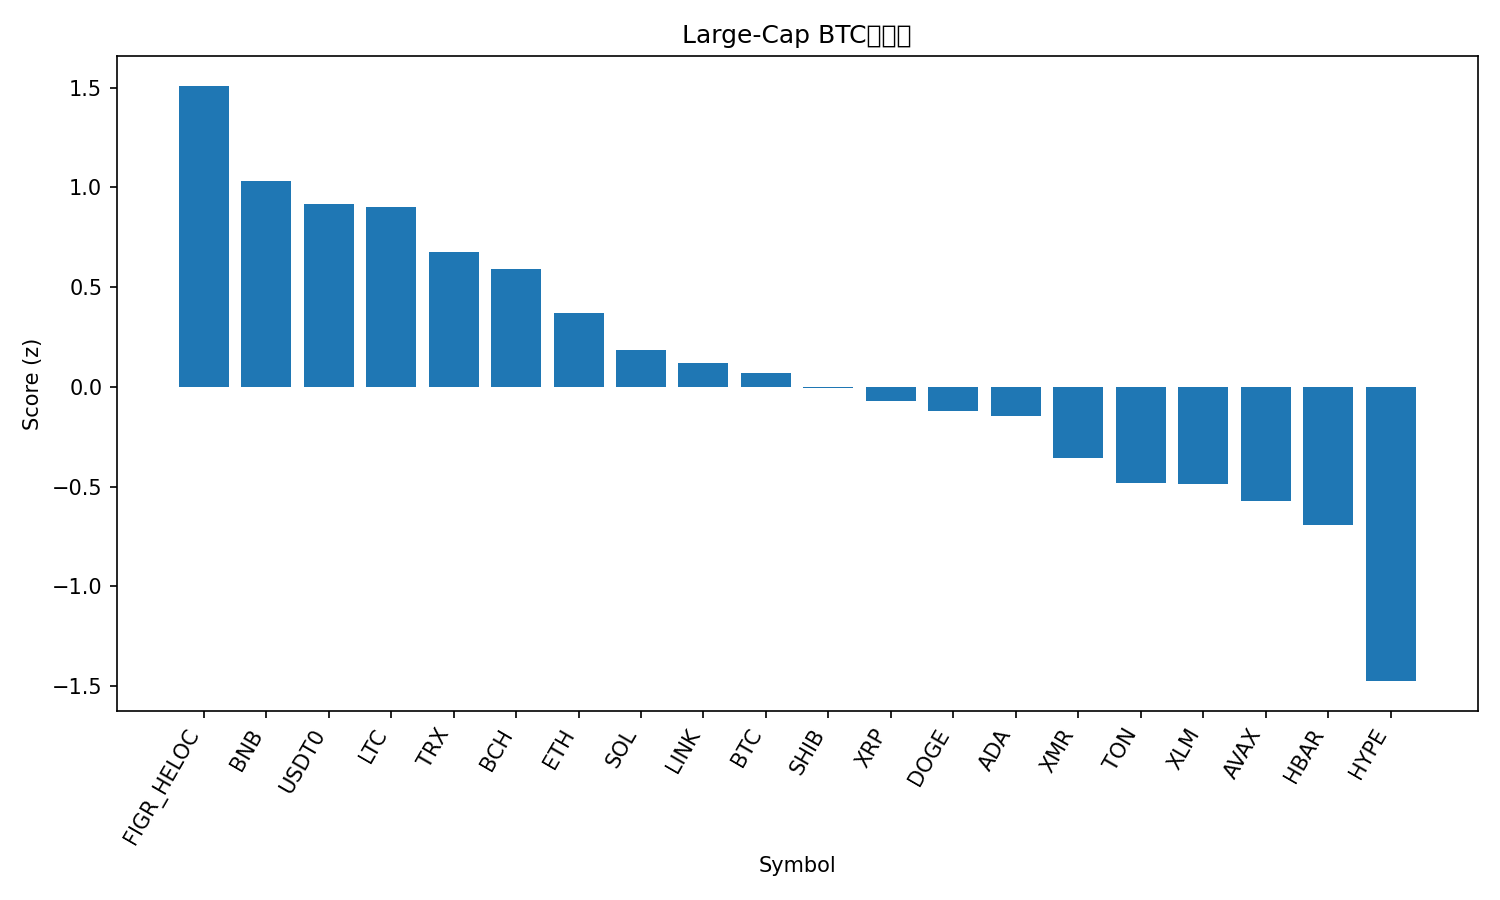 Large-Cap BTC
Score (z)
1.5
1.0
0.5
0.0
−0.5
−1.0
−1.5
FIGR_HELOC
BNB
USDT0
LTC
TRX
BCH
ETH
SOL
LINK
BTC
SHIB
XRP
DOGE
ADA
XMR
TON
XLM
AVAX
HBAR
HYPE
Symbol